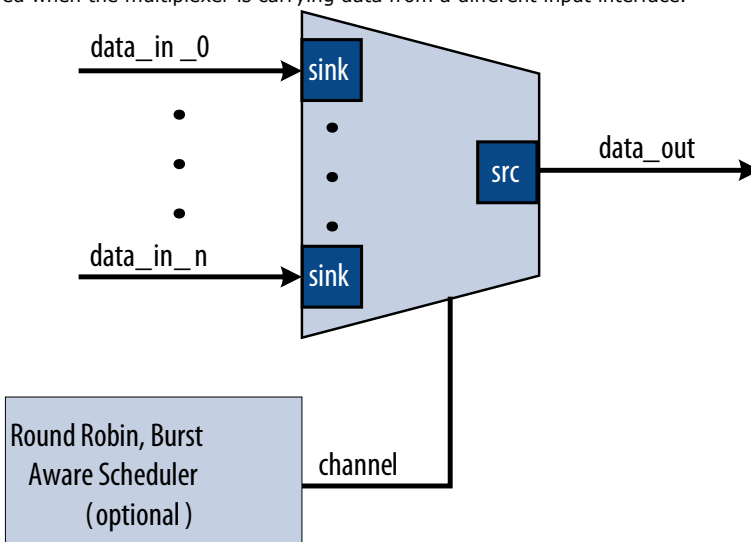 ed when the multiplexer is carrying data from a different input interface.
data_in _0
sink
data_out
src
data_in_n
sink
Round Robin, Burst
Aware Scheduler
(optional )
channel